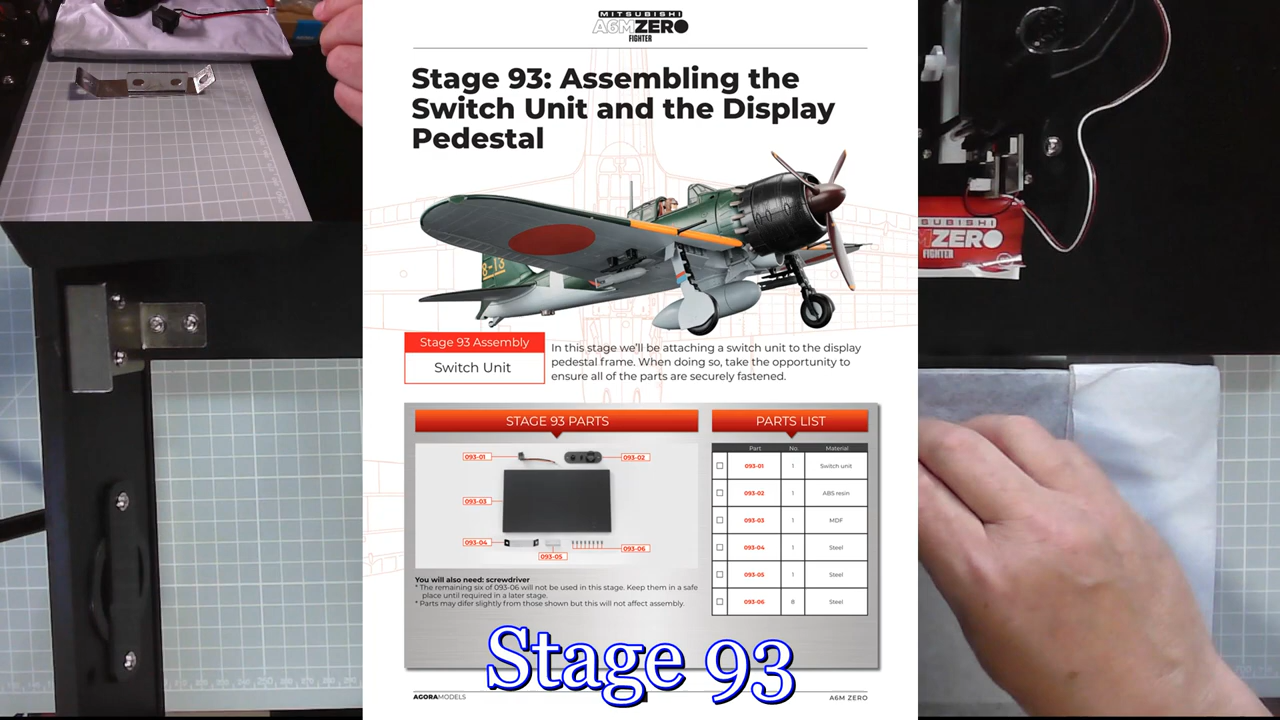 MITSUBISHI
A6MZERO
FIGHTER
Stage 93: Assembling the
Switch Unit and the Display
Pedestal
8-13
Stage 93 Assembly
Switch Unit
In this stage we'll be attaching a switch unit to the display
pedestal frame. When doing so, take the opportunity to
ensure all of the parts are securely fastened.
STAGE 93 PARTS
093-01
093-02
093-03
093-04
093-05
093-06
You will also need: screwdriver
* The remaining six of 093-06 will not be used in this stage. Keep them in a safe
place until required in a later stage.
* Parts may difer slightly from those shown but this will not affect assembly.
PARTS LIST
Part No. Material
093-01 1 Switch unit
093-02 1 ABS resin
093-03 1 MDF
093-04 1 Steel
093-05 1 Steel
093-06 8 Steel
Stage 93
AGORAMODELS
A6M ZERO
SUBISHI
MZERO
FIGHTER